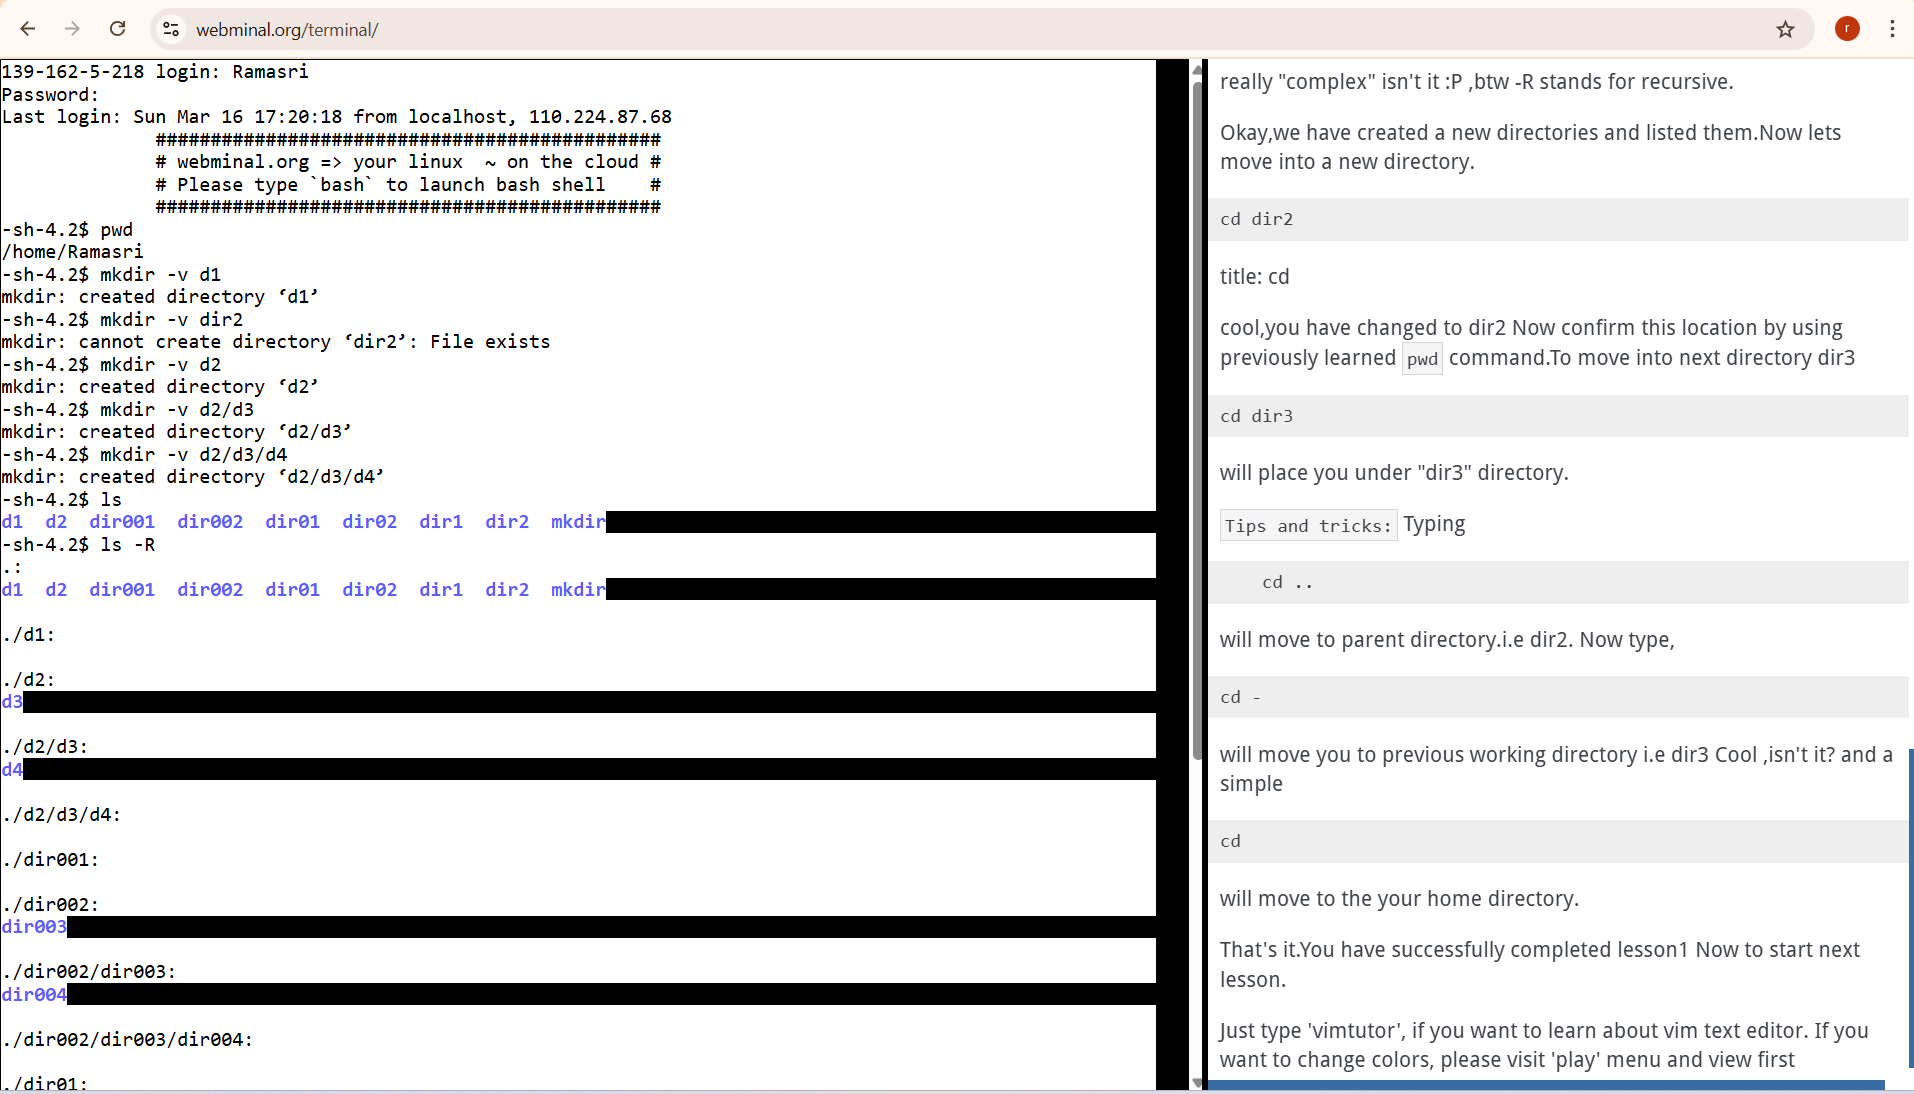 webminal.org/terminal/
r
139-162-5-218 login: Ramasri
Password:
Last login: Sun Mar 16 17:20:18 from localhost, 110.224.87.68
##############################################
# webminal.org => your linux  ~ on the cloud #
# Please type `bash` to launch bash shell    #
##############################################
-sh-4.2$ pwd
/home/Ramasri
-sh-4.2$ mkdir -v d1
mkdir: created directory ‘d1’
-sh-4.2$ mkdir -v dir2
mkdir: cannot create directory ‘dir2’: File exists
-sh-4.2$ mkdir -v d2
mkdir: created directory ‘d2’
-sh-4.2$ mkdir -v d2/d3
mkdir: created directory ‘d2/d3’
-sh-4.2$ mkdir -v d2/d3/d4
mkdir: created directory ‘d2/d3/d4’
-sh-4.2$ ls
d1  d2  dir001  dir002  dir01  dir02  dir1  dir2  mkdir
-sh-4.2$ ls -R
.:
d1  d2  dir001  dir002  dir01  dir02  dir1  dir2  mkdir
./d1:
./d2:
d3
./d2/d3:
d4
./d2/d3/d4:
./dir001:
./dir002:
dir003
./dir002/dir003:
dir004
./dir002/dir003/dir004:
./dir01:
really "complex" isn't it :P ,btw -R stands for recursive.
Okay,we have created a new directories and listed them.Now lets
move into a new directory.
cd dir2
title: cd
cool,you have changed to dir2 Now confirm this location by using
previously learned pwd command.To move into next directory dir3
cd dir3
will place you under "dir3" directory.
Tips and tricks: Typing
cd ..
will move to parent directory.i.e dir2. Now type,
cd -
will move you to previous working directory i.e dir3 Cool ,isn't it? and a
simple
cd
will move to the your home directory.
That's it.You have successfully completed lesson1 Now to start next
lesson.
Just type 'vimtutor', if you want to learn about vim text editor. If you
want to change colors, please visit 'play' menu and view first